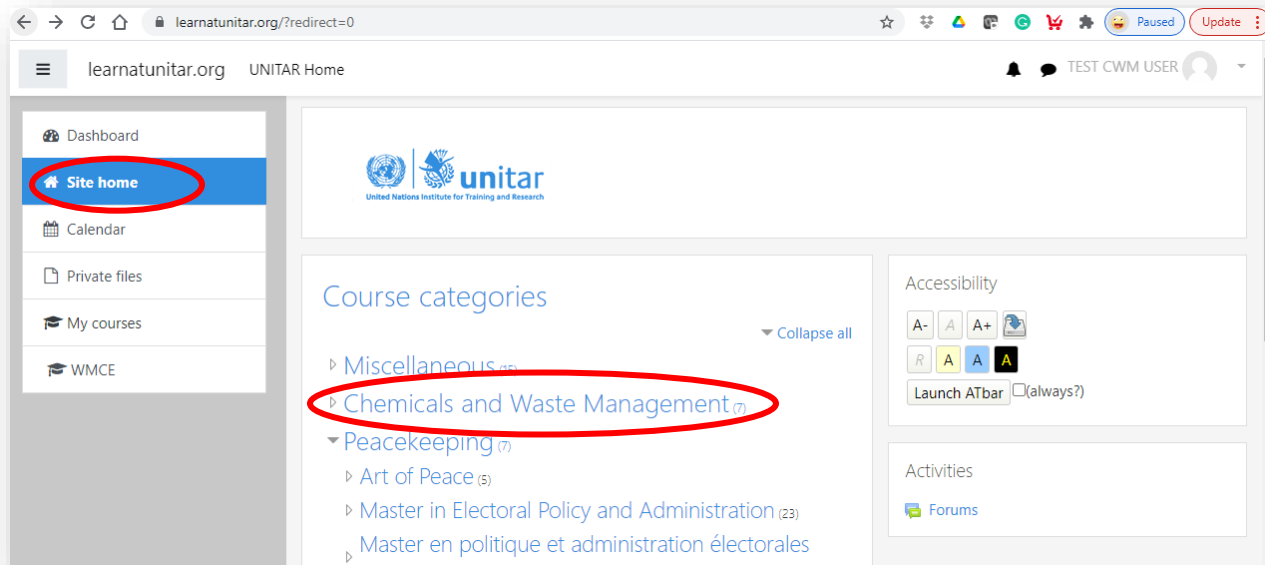 learnatunitar.org/?redirect=0
Paused
Update
learnatunitar.org UNITAR Home
TEST CWM USER
Dashboard
Site home
Calendar
Private files
My courses
WMCE
unitar
United Nations Institute for Training and Research
Course categories
Collapse all
Miscellaneous (15)
Chemicals and Waste Management (7)
Peacekeeping (7)
Art of Peace (5)
Master in Electoral Policy and Administration (23)
Master en politique et administration électorales
Accessibility
A- A A+
R A A A
Launch ATbar (always?)
Activities
Forums